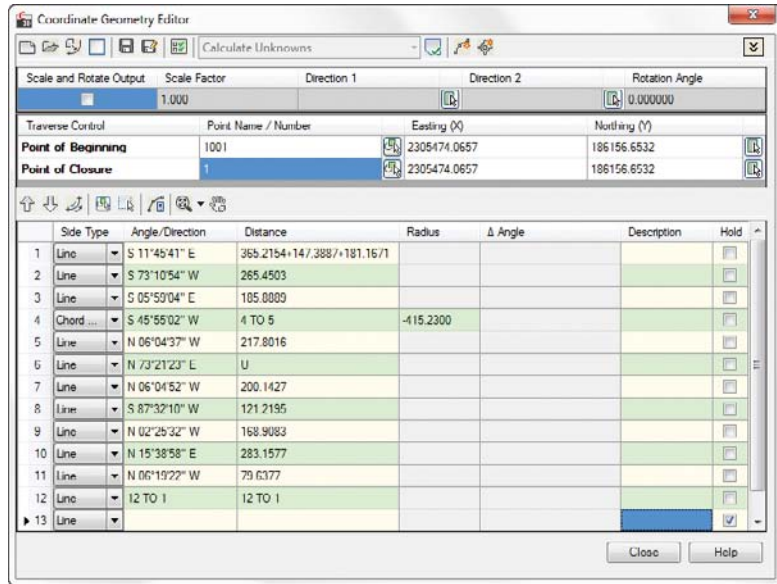 Coordinate Geometry Editor
Calculate Unknowns
Scale and Rotate Output Scale Factor Direction 1 Direction 2 Rotation Angle
1.000 0.000000
Traverse Control Point Name / Number Easting (X) Northing (Y)
Point of Beginning 1001 2305474.0657 186156.6532
Point of Closure 1 2305474.0657 186156.6532
Side Type Angle/Direction Distance Radius Δ Angle Description Hold
1 Line S 11°45'41" E 365.2154+147.3887+181.1671
2 Line S 73°10'54" W 265.4503
3 Line S 05°59'04" E 185.8889
4 Chord ... S 45°55'02" W 4 TO 5 -415.2300
5 Line N 06°04'37" W 217.8016
6 Line N 73°21'23" E U
7 Line N 06°04'52" W 200.1427
8 Line S 87°32'10" W 121.2195
9 Line N 02°25'32" W 168.9083
10 Line N 15°38'58" E 283.1577
11 Line N 06°19'22" W 79.6377
12 Line 12 TO 1 12 TO 1
13 Line
Close Help